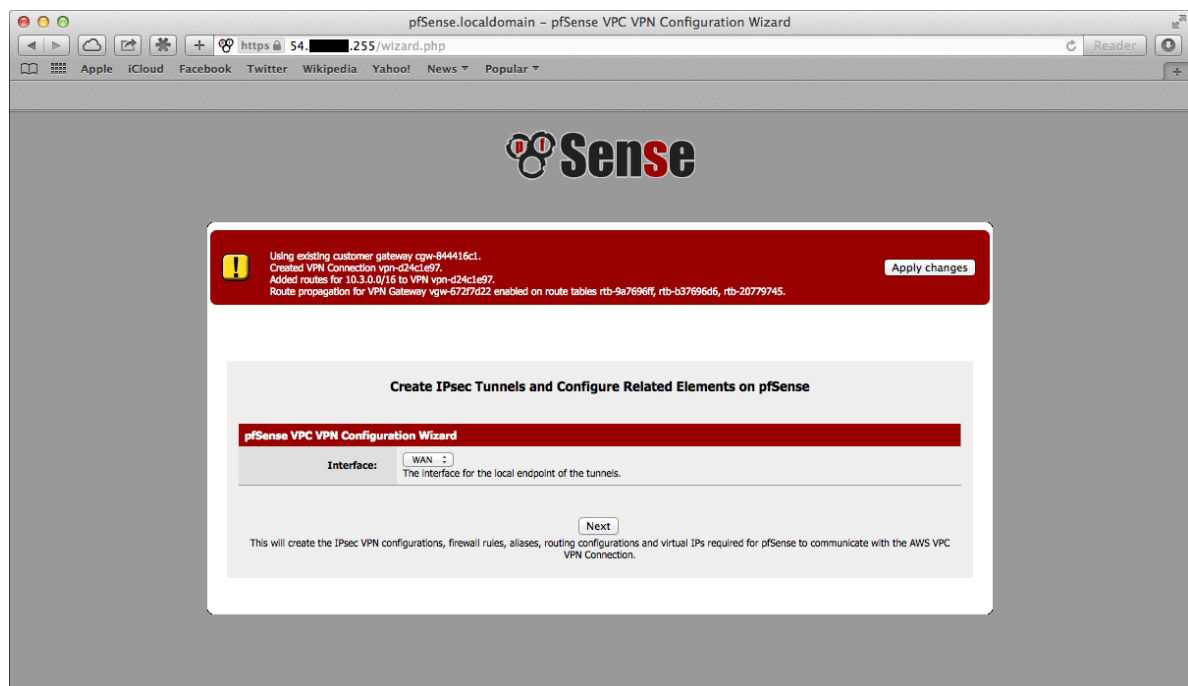 pfSense.localdomain – pfSense VPC VPN Configuration Wizard
https 54. .255/wizard.php
Reader
Apple iCloud Facebook Twitter Wikipedia Yahoo! News Popular
pf Sense
Using existing customer gateway cgw-844416c1.
Created VPN Connection vpn-d24c1e97.
Added routes for 10.3.0.0/16 to VPN vpn-d24c1e97.
Route propagation for VPN Gateway vgw-672f7d22 enabled on route tables rtb-9a7696ff, rtb-b37696d6, rtb-20779745.
Apply changes
Create IPsec Tunnels and Configure Related Elements on pfSense
pfSense VPC VPN Configuration Wizard
Interface:
WAN
The interface for the local endpoint of the tunnels.
Next
This will create the IPsec VPN configurations, firewall rules, aliases, routing configurations and virtual IPs required for pfSense to communicate with the AWS VPC
VPN Connection.